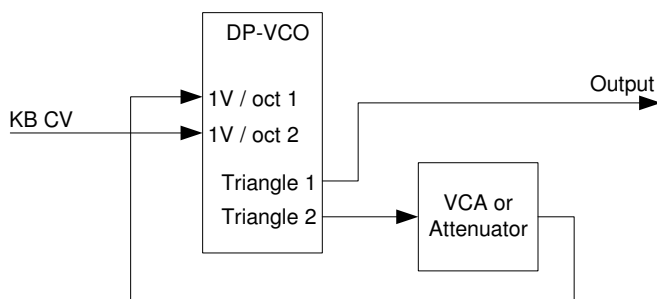 DP-VCO
Output
1V / oct 1
KB CV
1V / oct 2
Triangle 1
Triangle 2
VCA or
Attenuator